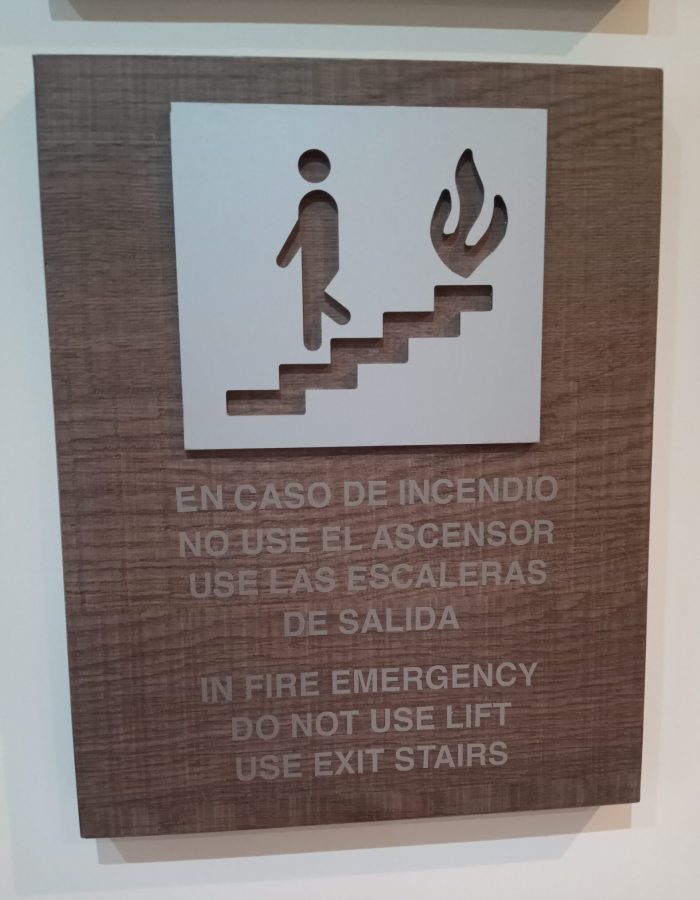 EN CASO DE INCENDIO
NO USE EL ASCENSOR
USE LAS ESCALERAS
DE SALIDA
IN FIRE EMERGENCY
DO NOT USE LIFT
USE EXIT STAIRS